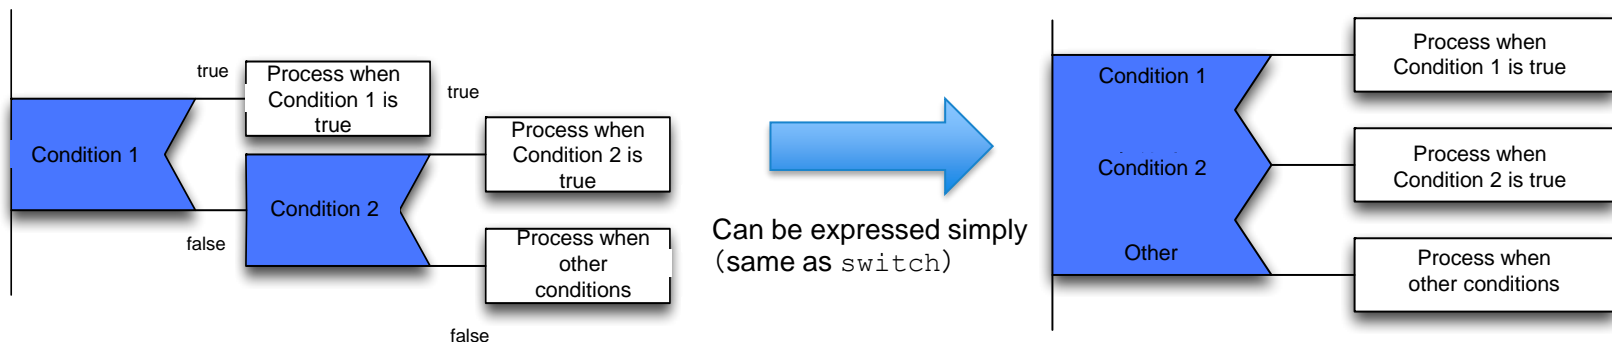 true
Process when
Condition 1 is
true
Condition 1
false
true
Process when
Condition 2 is
true
Condition 2
Process when
other
conditions
false
Can be expressed simply
（same as switch）
Condition 1
Process when
Condition 1 is true
Condition 2
Process when
Condition 2 is true
Other
Process when
other conditions